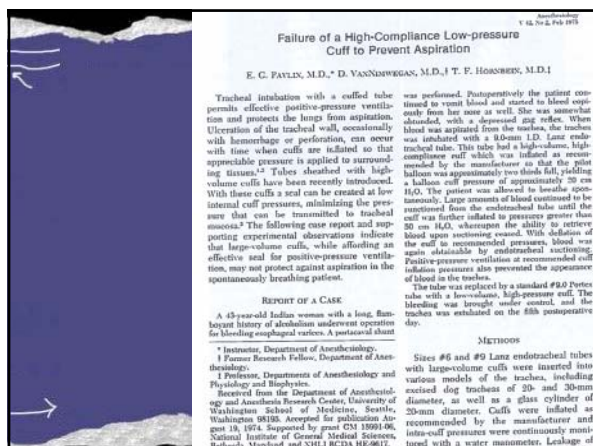 Anesthesiology
V 42, No 2, Feb 1975
Failure of a High-Compliance Low-pressure
Cuff to Prevent Aspiration
E. G. PAVLIN, M.D.,* D. VANNIMWEGAN, M.D.,† T. F. HORNBEIN, M.D.‡
Tracheal intubation with a cuffed tube
permits effective positive-pressure ventila-
tion and protects the lungs from aspiration.
Ulceration of the tracheal wall, occasionally
with hemorrhage or perforation, can occur
with time when cuffs are inflated so that
appreciable pressure is applied to surround-
ing tissues.1,2 Tubes sheathed with high-
volume cuffs have been recently introduced.
With these cuffs a seal can be created at low
internal cuff pressures, minimizing the pres-
sure that can be transmitted to tracheal
mucosa.3 The following case report and sup-
porting experimental observations indicate
that large-volume cuffs, while affording an
effective seal for positive-pressure ventila-
tion, may not protect against aspiration in the
spontaneously breathing patient.
REPORT OF A CASE
A 45-year-old Indian woman with a long, flam-
boyant history of alcoholism underwent operation
for bleeding esophageal varices. A portacaval shunt
* Instructor, Department of Anesthesiology.
† Former Research Fellow, Department of Anes-
thesiology.
‡ Professor, Departments of Anesthesiology and
Physiology and Biophysics.
Received from the Department of Anesthesiol-
ogy and Anesthesia Research Center, University of
Washington School of Medicine, Seattle,
Washington 98195. Accepted for publication Au-
gust 19, 1974. Supported by grant GM 15991-06,
National Institute of General Medical Sciences,
Bethesda, Maryland and
was performed. Postoperatively the patient con-
tinued to vomit blood and started to bleed copi-
ously from her nose as well. She was somewhat
obtunded, with a depressed gag reflex. When
blood was aspirated from the trachea, the trachea
was intubated with a 9.0-mm I.D. Lanz endo-
tracheal tube. This tube had a high-volume, high-
compliance cuff which was inflated as recom-
mended by the manufacturer so that the pilot
balloon was approximately two thirds full, yielding
a balloon cuff pressure of approximately 20 cm
H2O. The patient was allowed to breathe spon-
taneously. Large amounts of blood continued to be
suctioned from the endotracheal tube until the
cuff was further inflated to pressures greater than
50 cm H2O, whereupon the ability to retrieve
blood upon suctioning ceased. With deflation of
the cuff to recommended pressures, blood was
again obtainable by endotracheal suctioning.
Positive-pressure ventilation at recommended cuff
inflation pressures also prevented the appearance
of blood in the trachea.
The tube was replaced by a standard #9.0 Portex
tube with a low-volume, high-pressure cuff. The
bleeding was brought under control, and the
trachea was extubated on the fifth postoperative
day.
METHODS
Sizes #6 and #9 Lanz endotracheal tubes
with large-volume cuffs were inserted into
various models of the trachea, including
excised dog tracheas of 20- and 30-mm
diameter, as well as a glass cylinder of
20-mm diameter. Cuffs were inflated as
recommended by the manufacturer and
intra-cuff pressures were continuously moni-
tored with a water manometer. Leakage of